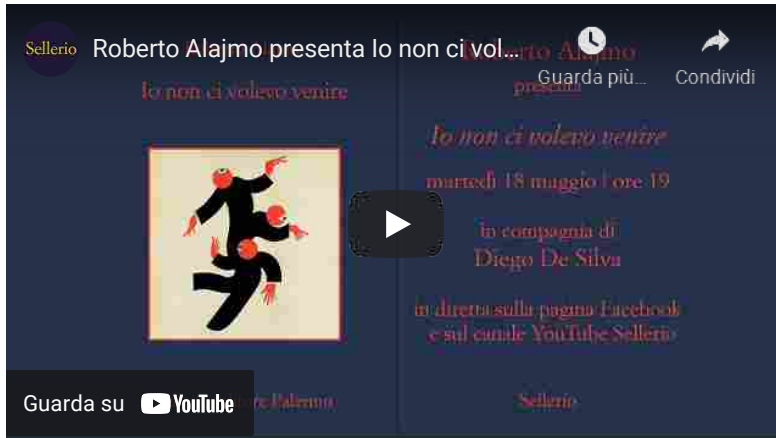 Sellerio
Roberto Alajmo presenta Io non ci vol...
Guarda più...
Condividi
Io non ci volevo venire
Roberto Alajmo
presenta
Io non ci volevo venire
martedì 18 maggio | ore 19
in compagnia di
Diego De Silva
in diretta sulla pagina Facebook
e sul canale YouTube Sellerio
Guarda su YouTube
Palermo
Sellerio